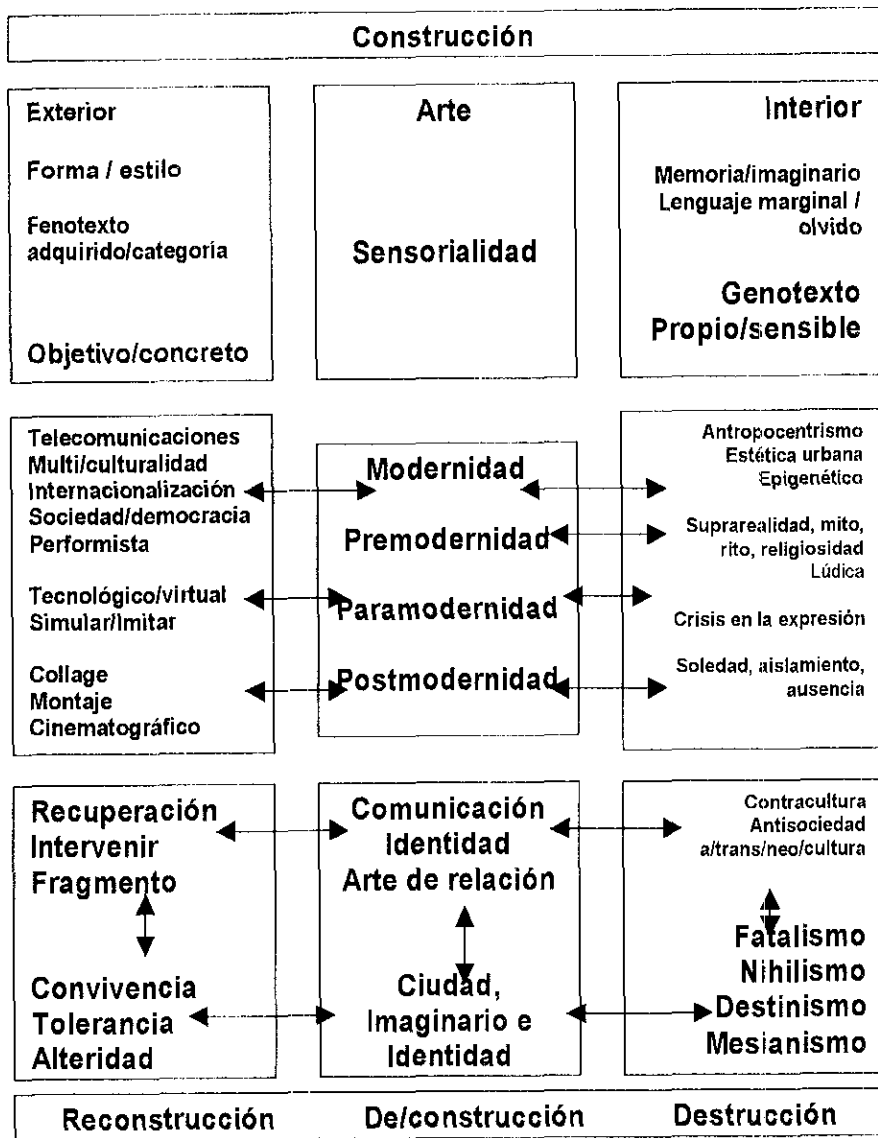 Construcción
Exterior
Forma / estilo
Fenotexto
adquirido/categoría
Objetivo/concreto
Arte
Sensorialidad
Interior
Memoria/imaginario
Lenguaje marginal /
olvido
Genotexto
Propio/sensible
Telecomunicaciones
Multi/culturalidad
Internacionalización
Sociedad/democracia
Performista
Tecnológico/virtual
Simular/Imitar
Collage
Montaje
Cinematográfico
Modernidad
Premodernidad
Paramodernidad
Postmodernidad
Antropocentrismo
Estética urbana
Epigenético
Suprarealidad, mito,
rito, religiosidad
Lúdica
Crisis en la expresión
Soledad, aislamiento,
ausencia
Recuperación
Intervenir
Fragmento
Convivencia
Tolerancia
Alteridad
Comunicación
Identidad
Arte de relación
Ciudad,
Imaginario e
Identidad
Contracultura
Antisociedad
a/trans/neo/cultura
Fatalismo
Nihilismo
Destinismo
Mesianismo
Reconstrucción
De/construcción
Destrucción